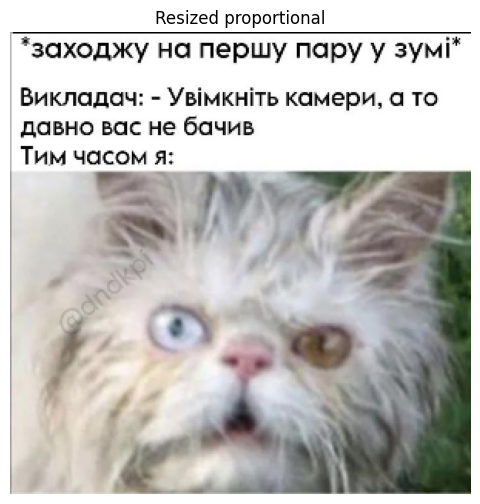 Resized proportional
*заходжу на першу пару у зумі*
Викладач: - Увімкніть камери, а то
давно вас не бачив
Тим часом я:
@dndkpi